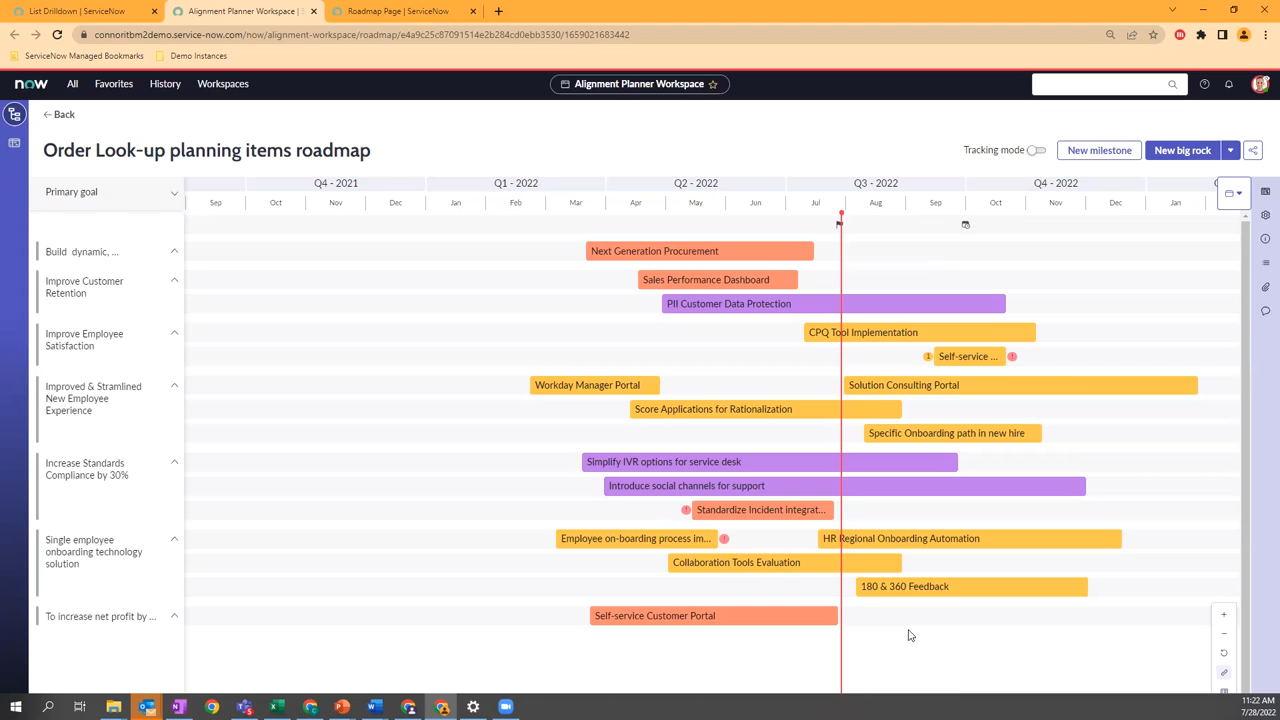 List Drilldown | ServiceNow
Alignment Planner Workspace |
Roadmap Page | ServiceNow
connoritbm2demo.service-now.com/now/alignment-workspace/roadmap/e4a9c25c87091514e2b284cd0ebb3530/1659021683442
ServiceNow Managed Bookmarks
Demo Instances
now
All
Favorites
History
Workspaces
Alignment Planner Workspace
Back
Order Look-up planning items roadmap
Tracking mode
New milestone
New big rock
Primary goal
Q4 - 2021
Q1 - 2022
Q2 - 2022
Q3 - 2022
Q4 - 2022
Sep Oct Nov Dec Jan Feb Mar Apr May Jun Jul Aug Sep Oct Nov Dec Jan
Build dynamic, ...
Next Generation Procurement
Improve Customer
Retention
Sales Performance Dashboard
PII Customer Data Protection
Improve Employee
Satisfaction
CPQ Tool Implementation
1
Self-service ...
!
Improved & Stramlined
New Employee
Experience
Workday Manager Portal
Solution Consulting Portal
Score Applications for Rationalization
Specific Onboarding path in new hire
Increase Standards
Compliance by 30%
Simplify IVR options for service desk
Introduce social channels for support
!
Standardize Incident integrat...
Single employee
onboarding technology
solution
Employee on-boarding process im...
!
HR Regional Onboarding Automation
Collaboration Tools Evaluation
180 & 360 Feedback
To increase net profit by ...
Self-service Customer Portal
11:22 AM
7/28/2022